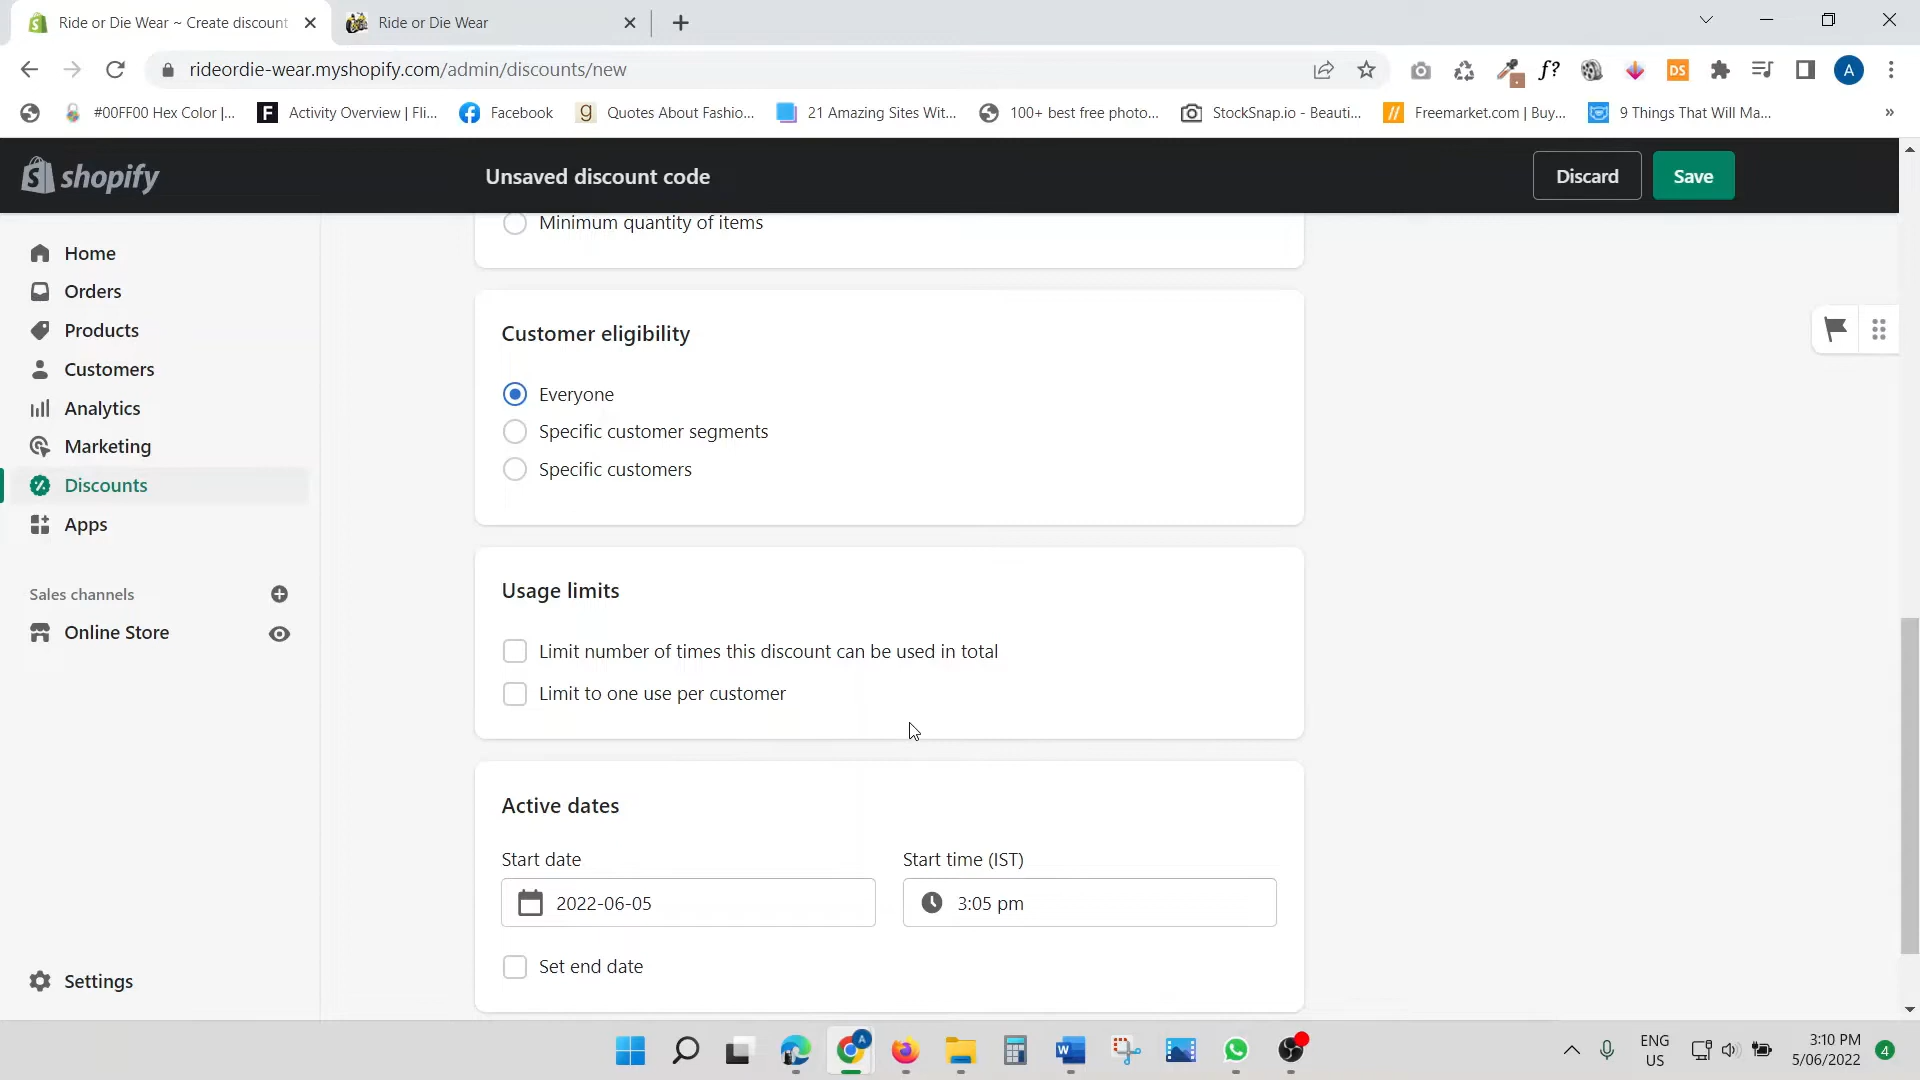 Ride or Die Wear ~ Create discount
Ride or Die Wear
rideordie-wear.myshopify.com/admin/discounts/new
f?
DS
A
#00FF00 Hex Color |...
Activity Overview | Fli...
Facebook
Quotes About Fashio...
21 Amazing Sites Wit...
100+ best free photo...
StockSnap.io - Beauti...
Freemarket.com | Buy...
9 Things That Will Ma...
»
shopify
Unsaved discount code
Discard
Save
Home
Orders
Products
Customers
Analytics
Marketing
Discounts
Apps
Sales channels
Online Store
Settings
Minimum quantity of items
Customer eligibility
Everyone
Specific customer segments
Specific customers
Usage limits
Limit number of times this discount can be used in total
Limit to one use per customer
Active dates
Start date
Start time (IST)
2022-06-05
3:05 pm
Set end date
A
ENG
US
3:10 PM
5/06/2022
4